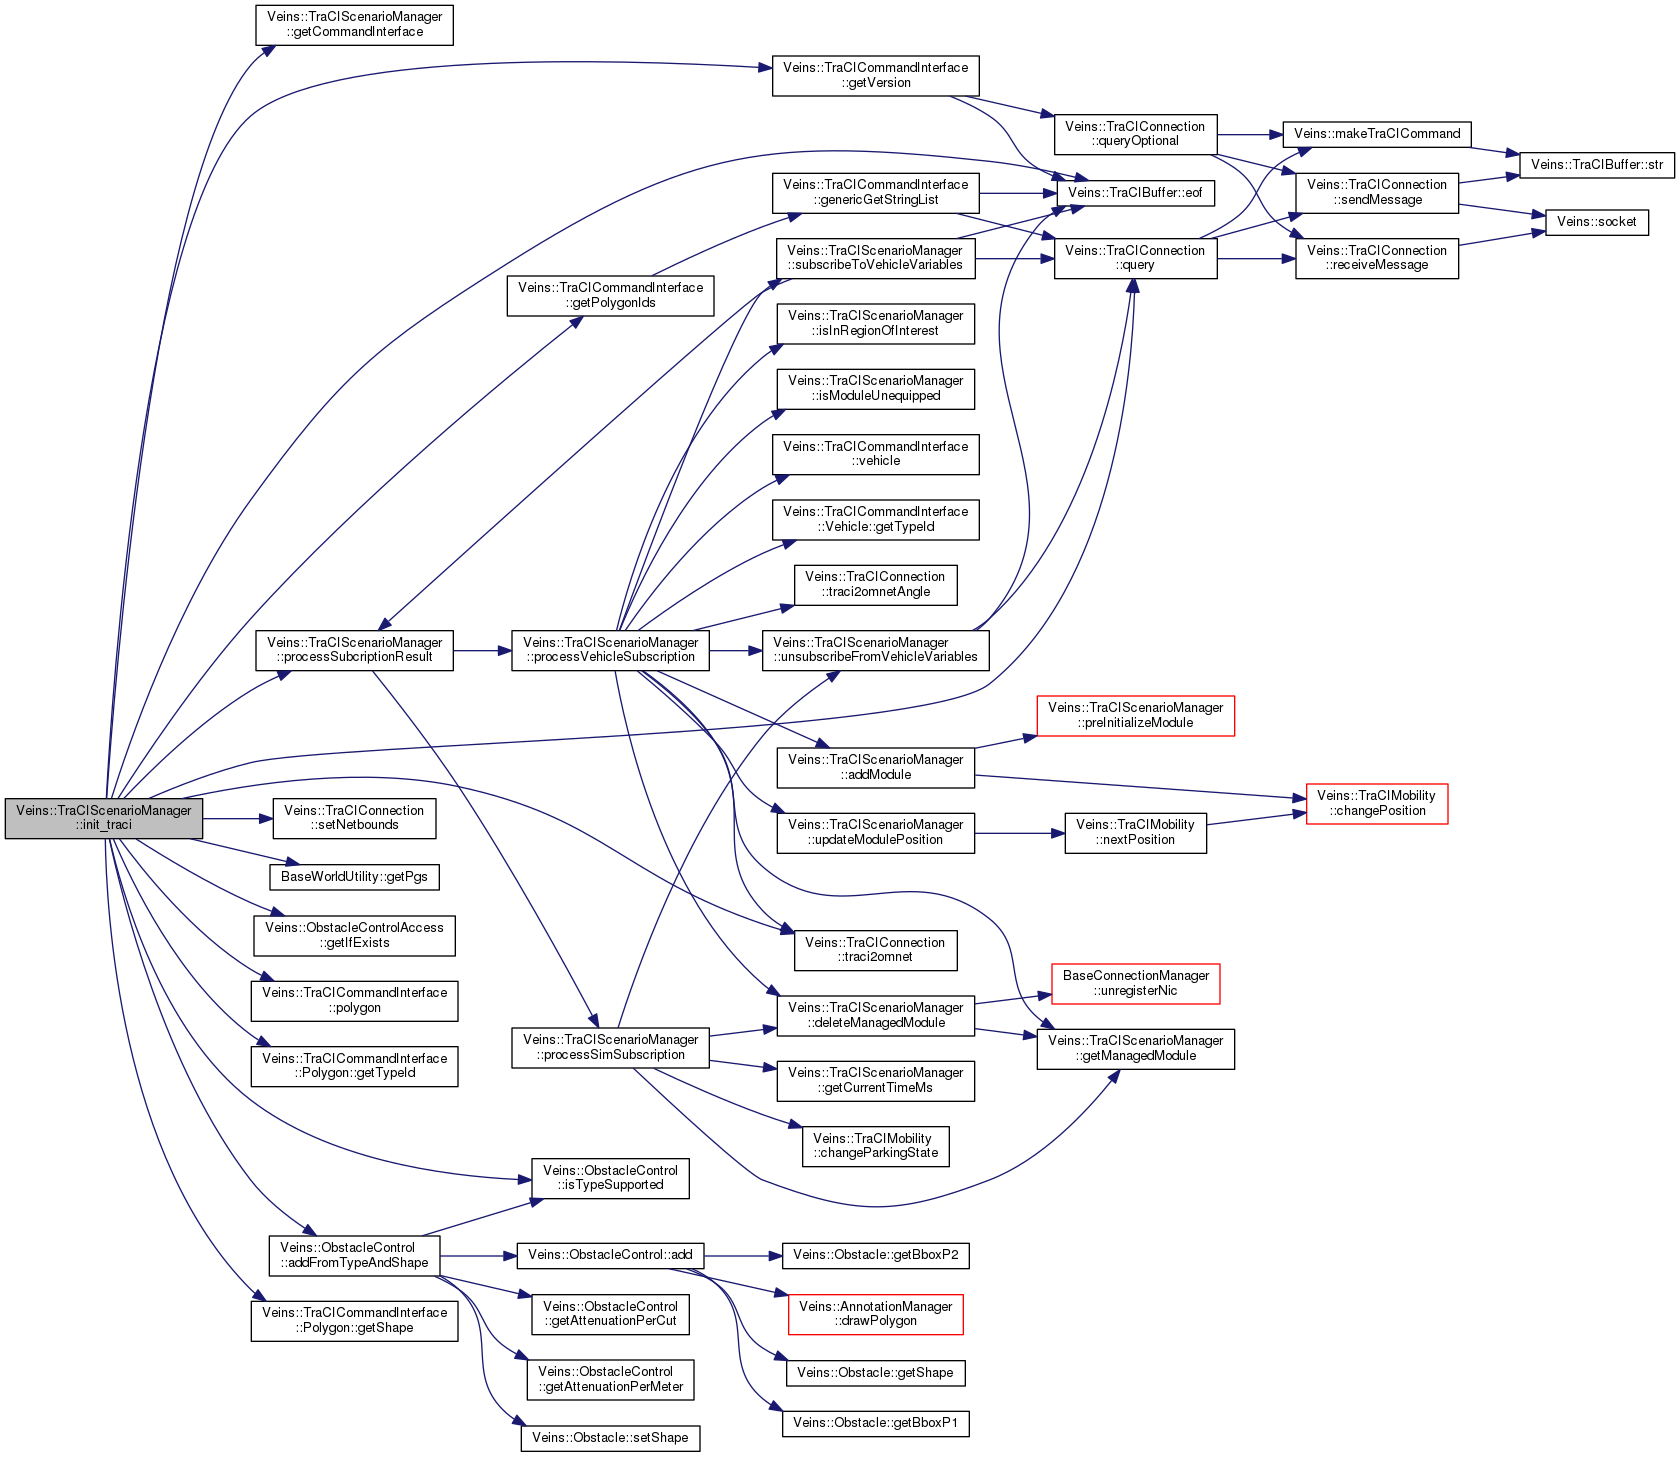 Veins::TraCIScenarioManager
::getCommandInterface
Veins::TraCICommandInterface
::getVersion
Veins::TraCIConnection
::queryOptional
Veins::makeTraCICommand
Veins::TraCIBuffer::str
Veins::TraCICommandInterface
::genericGetStringList
Veins::TraCIBuffer::eof
Veins::TraCIConnection
::sendMessage
Veins::socket
Veins::TraCIScenarioManager
::subscribeToVehicleVariables
Veins::TraCIConnection
::query
Veins::TraCIConnection
::receiveMessage
Veins::TraCICommandInterface
::getPolygonIds
Veins::TraCIScenarioManager
::isInRegionOfInterest
Veins::TraCIScenarioManager
::isModuleUnequipped
Veins::TraCICommandInterface
::vehicle
Veins::TraCICommandInterface
::Vehicle::getTypeId
Veins::TraCIConnection
::traci2omnetAngle
Veins::TraCIScenarioManager
::processSubcriptionResult
Veins::TraCIScenarioManager
::processVehicleSubscription
Veins::TraCIScenarioManager
::unsubscribeFromVehicleVariables
Veins::TraCIScenarioManager
::preInitializeModule
Veins::TraCIScenarioManager
::addModule
Veins::TraCIMobility
::changePosition
Veins::TraCIScenarioManager
::init_traci
Veins::TraCIConnection
::setNetbounds
Veins::TraCIScenarioManager
::updateModulePosition
Veins::TraCIMobility
::nextPosition
BaseWorldUtility::getPgs
Veins::ObstacleControlAccess
::getIfExists
Veins::TraCIConnection
::traci2omnet
BaseConnectionManager
::unregisterNic
Veins::TraCICommandInterface
::polygon
Veins::TraCIScenarioManager
::deleteManagedModule
Veins::TraCIScenarioManager
::processSimSubscription
Veins::TraCIScenarioManager
::getManagedModule
Veins::TraCICommandInterface
::Polygon::getTypeId
Veins::TraCIScenarioManager
::getCurrentTimeMs
Veins::TraCIMobility
::changeParkingState
Veins::ObstacleControl
::isTypeSupported
Veins::ObstacleControl
::addFromTypeAndShape
Veins::ObstacleControl::add
Veins::Obstacle::getBboxP2
Veins::TraCICommandInterface
::Polygon::getShape
Veins::ObstacleControl
::getAttenuationPerCut
Veins::AnnotationManager
::drawPolygon
Veins::ObstacleControl
::getAttenuationPerMeter
Veins::Obstacle::getShape
Veins::Obstacle::setShape
Veins::Obstacle::getBboxP1